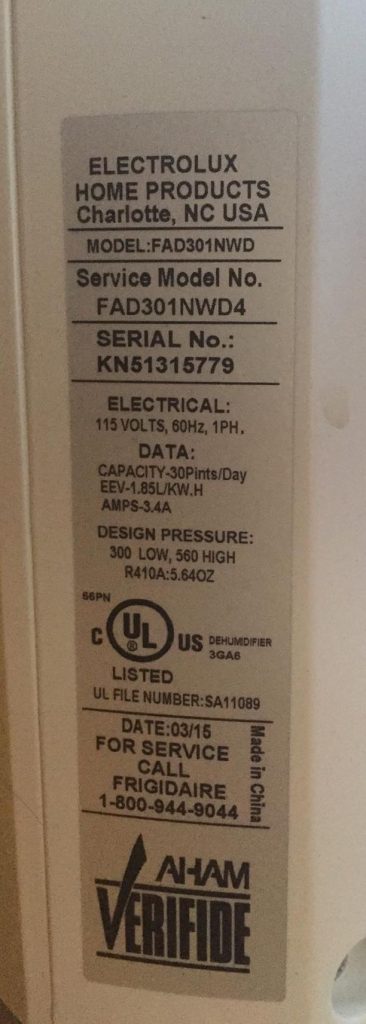 ELECTROLUX
HOME PRODUCTS
Charlotte, NC USA
MODEL:FAD301NWD
Service Model No.
FAD301NWD4
SERIAL No.:
KN51315779
ELECTRICAL:
115 VOLTS, 60Hz, 1PH.
DATA:
CAPACITY-30Pints/Day
EEV-1.85L/KW.H
AMPS-3.4A
DESIGN PRESSURE:
300 LOW, 560 HIGH
R410A:5.64OZ
56PN
C UL ® US DEHUMIDIFIER
3GA6
LISTED
UL FILE NUMBER:SA11089
DATE:03/15
FOR SERVICE
CALL
FRIGIDAIRE
1-800-944-9044
Made in China
AHAM
VERIFIDE